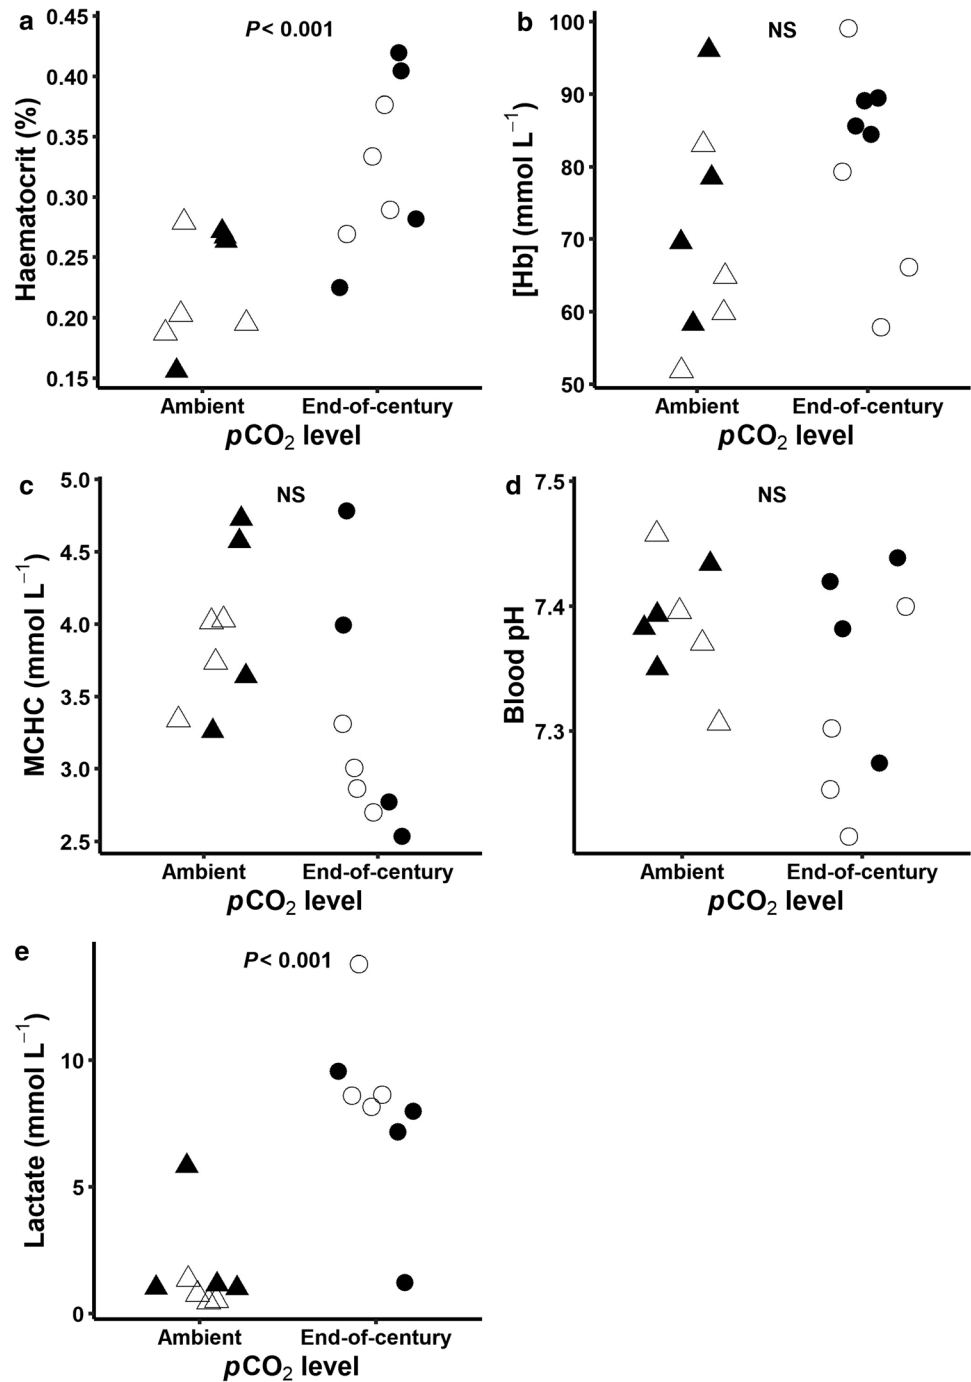 a
P < 0.001
Haematocrit (%)
0.45
0.40
0.35
0.30
0.25
0.20
0.15
Ambient End-of-century
pCO₂ level
b
NS
[Hb] (mmol L⁻¹)
100
90
80
70
60
50
Ambient End-of-century
pCO₂ level
c
NS
MCHC (mmol L⁻¹)
5.0
4.5
4.0
3.5
3.0
2.5
Ambient End-of-century
pCO₂ level
d
NS
Blood pH
7.5
7.4
7.3
Ambient End-of-century
pCO₂ level
e
P < 0.001
Lactate (mmol L⁻¹)
10
5
0
Ambient End-of-century
pCO₂ level